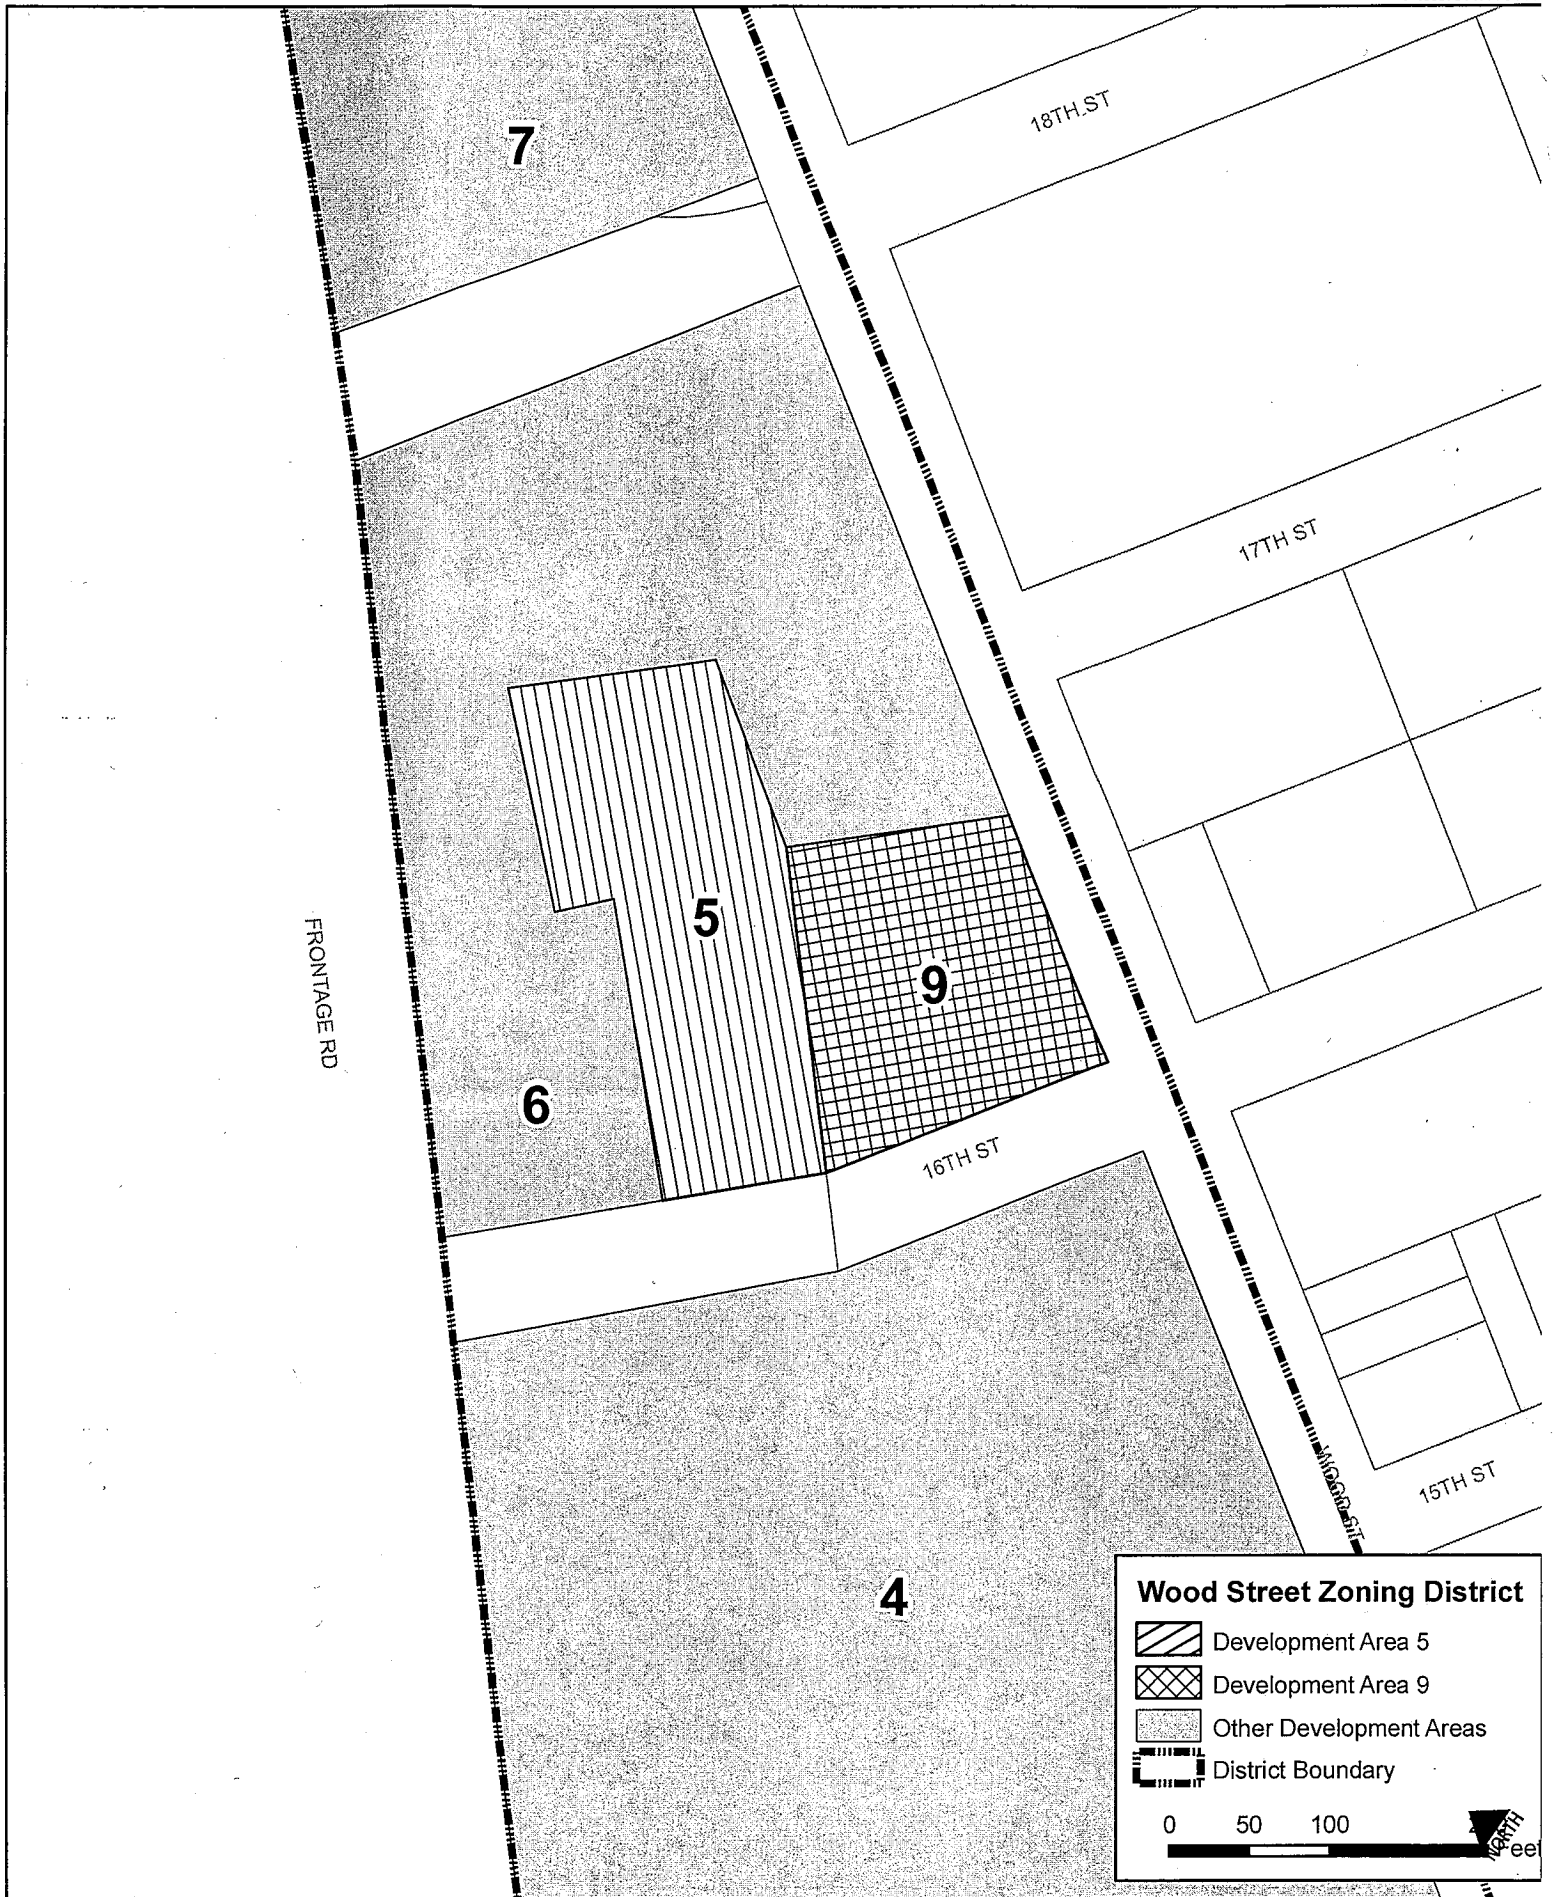 7
18TH ST
17TH ST
5
9
FRONTAGE RD
6
16TH ST
WOOD ST
15TH ST
4
Wood Street Zoning District
Development Area 5
Development Area 9
Other Development Areas
District Boundary
0 50 100
NORTH